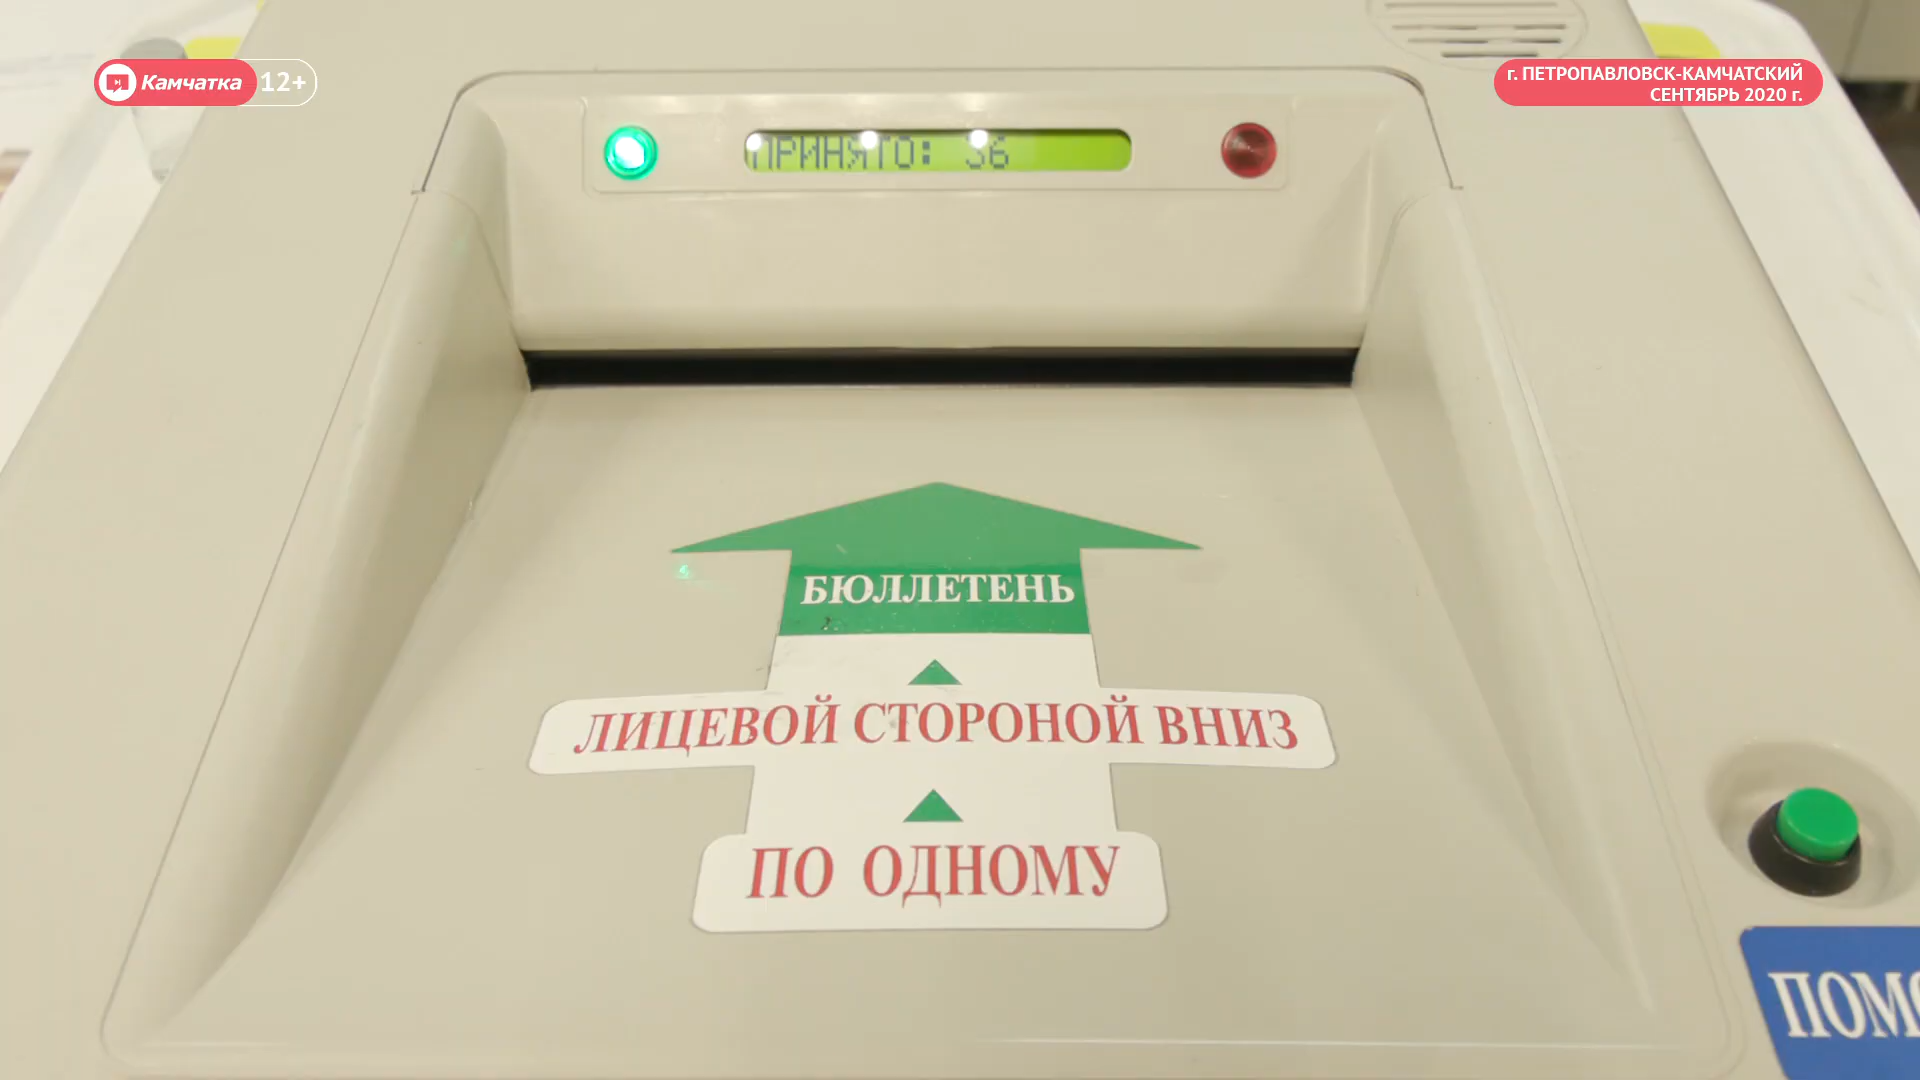 Камчатка 12+
г. ПЕТРОПАВЛОВСК-КАМЧАТСКИЙ
СЕНТЯБРЬ 2020 г.
ПРИНЯТО: 36
БЮЛЛЕТЕНЬ
ЛИЦЕВОЙ СТОРОНОЙ ВНИЗ
ПО ОДНОМУ